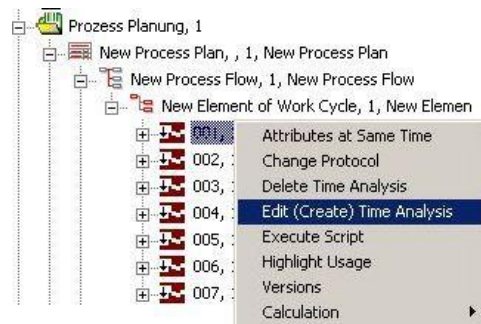 Prozess Planung, 1
New Process Plan, , 1, New Process Plan
New Process Flow, 1, New Process Flow
New Element of Work Cycle, 1, New Elemen
001,
002, :
003, :
004, :
005, :
006, :
007, :
Attributes at Same Time
Change Protocol
Delete Time Analysis
Edit (Create) Time Analysis
Execute Script
Highlight Usage
Versions
Calculation